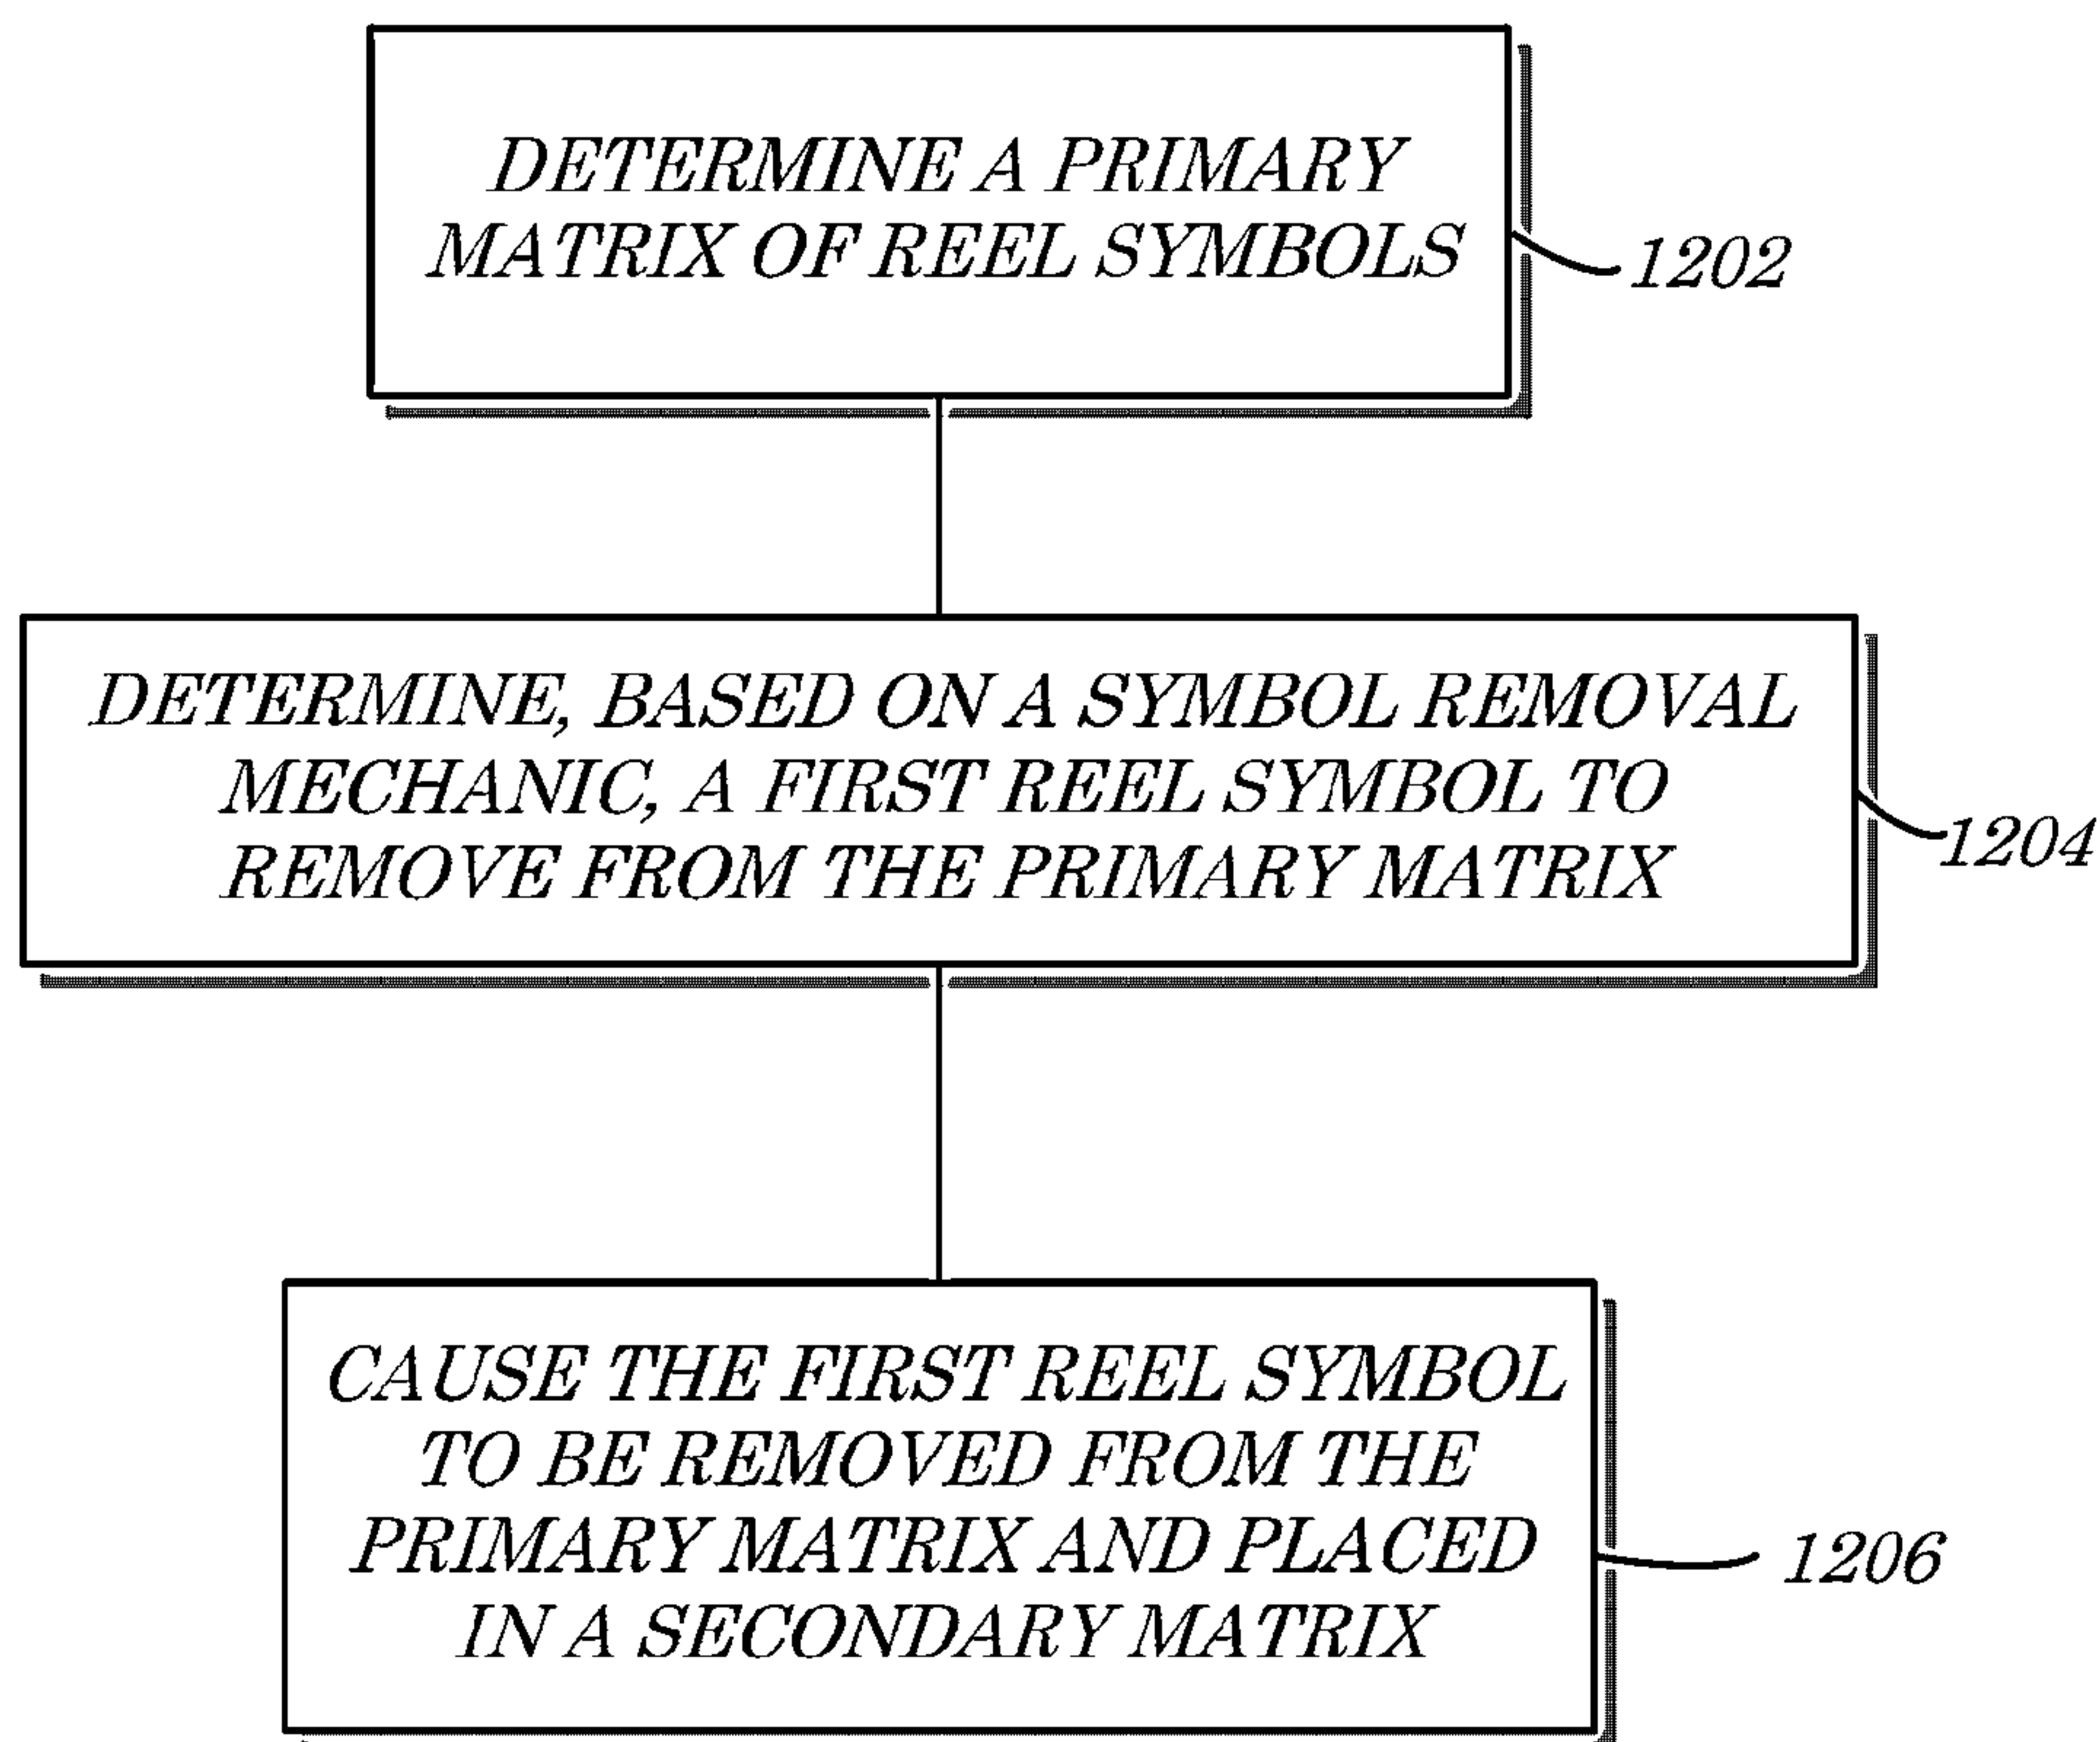 DETERMINE A PRIMARY
MATRIX OF REEL SYMBOLS
1202
DETERMINE, BASED ON A SYMBOL REMOVAL
MECHANIC, A FIRST REEL SYMBOL TO
REMOVE FROM THE PRIMARY MATRIX
1204
CAUSE THE FIRST REEL SYMBOL
TO BE REMOVED FROM THE
PRIMARY MATRIX AND PLACED
IN A SECONDARY MATRIX
1206